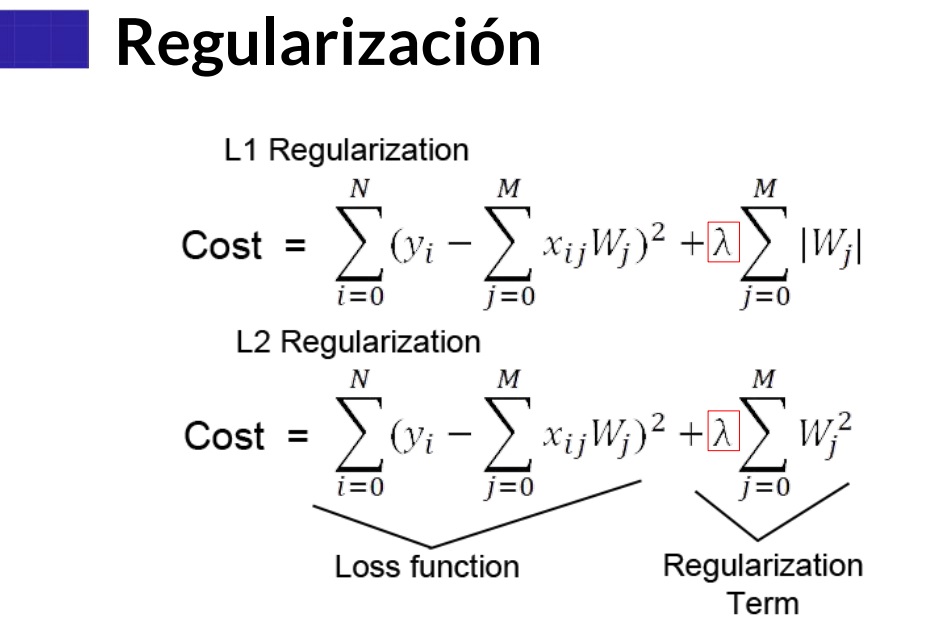 Regularización
L1 Regularization
Cost = \sum_{i=0}^{N} (y_i - \sum_{j=0}^{M} x_{ij} W_j)^2 + \lambda \sum_{j=0}^{M} |W_j|
L2 Regularization
Cost = \sum_{i=0}^{N} (y_i - \sum_{j=0}^{M} x_{ij} W_j)^2 + \lambda \sum_{j=0}^{M} W_j^2
Loss function
Regularization
Term